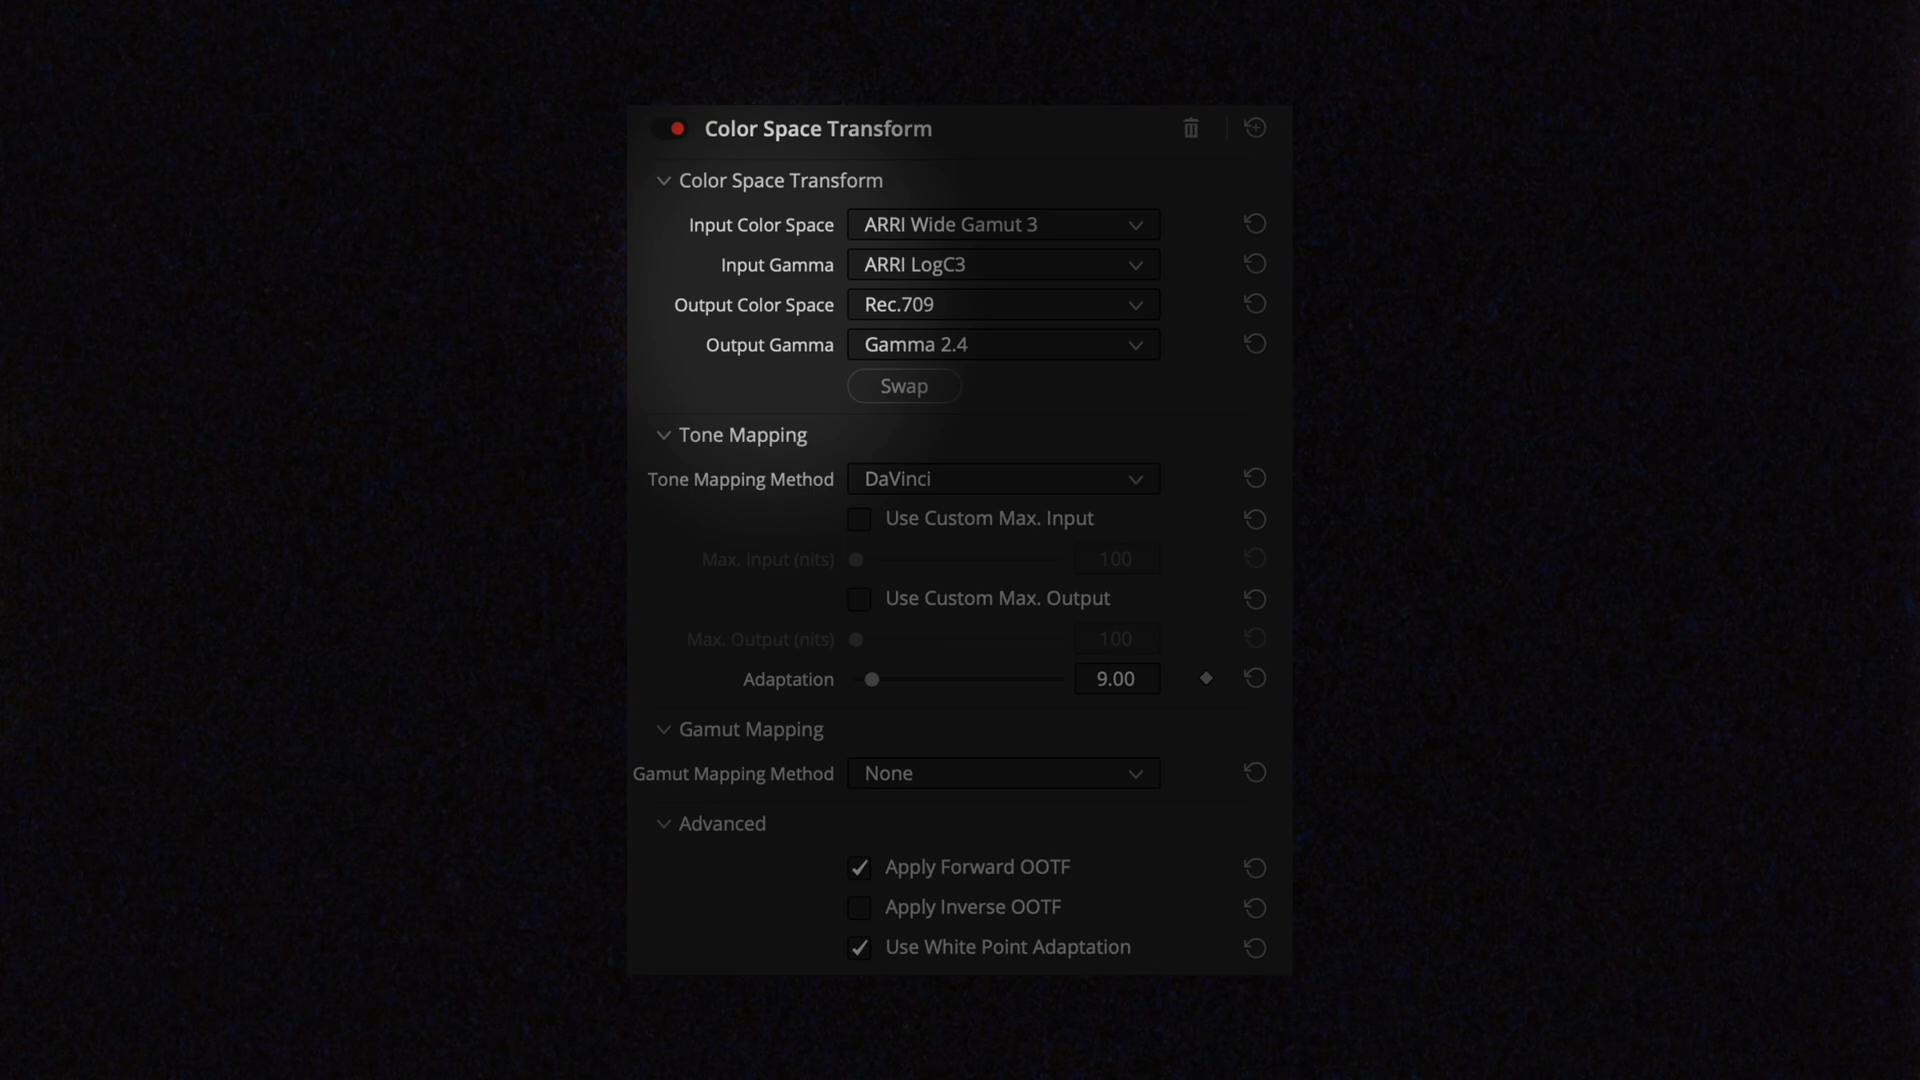 Color Space Transform
Color Space Transform
Input Color Space ARRI Wide Gamut 3
Input Gamma ARRI LogC3
Output Color Space Rec.709
Output Gamma Gamma 2.4
Swap
Tone Mapping
Tone Mapping Method DaVinci
Use Custom Max. Input
Max. Input (nits) 100
Use Custom Max. Output
Max. Output (nits) 100
Adaptation 9.00
Gamut Mapping
Gamut Mapping Method None
Advanced
Apply Forward OOTF
Apply Inverse OOTF
Use White Point Adaptation